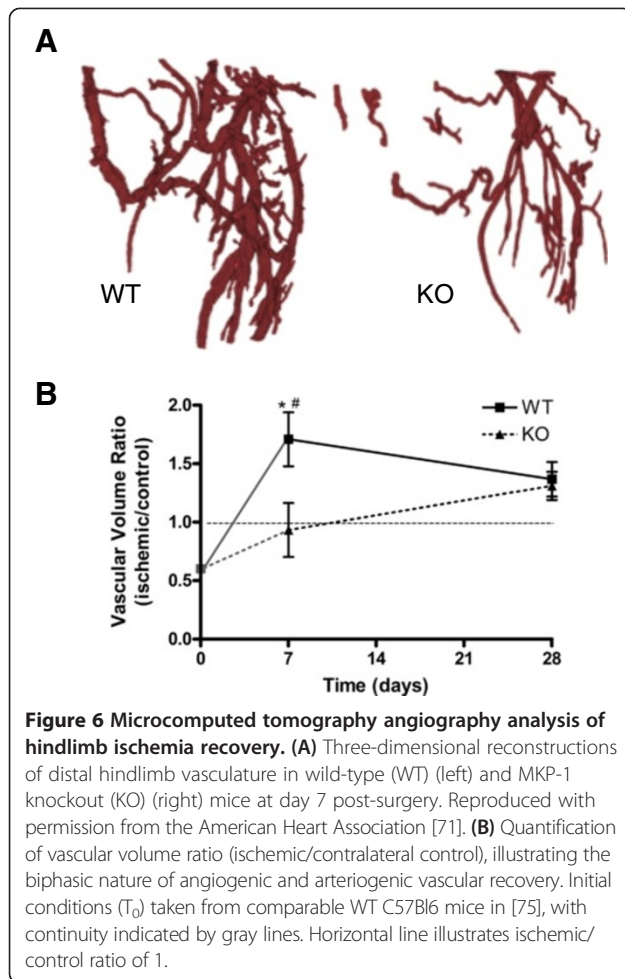 A
WT
KO
B
Vascular Volume Ratio
(ischemic/control)
2.0
1.5
1.0
0.5
0.0
* #
WT
KO
0
7
14
21
28
Time (days)
Figure 6 Microcomputed tomography angiography analysis of
hindlimb ischemia recovery. (A) Three-dimensional reconstructions
of distal hindlimb vasculature in wild-type (WT) (left) and MKP-1
knockout (KO) (right) mice at day 7 post-surgery. Reproduced with
permission from the American Heart Association [71]. (B) Quantification
of vascular volume ratio (ischemic/contralateral control), illustrating the
biphasic nature of angiogenic and arteriogenic vascular recovery. Initial
conditions (T₀) taken from comparable WT C57Bl6 mice in [75], with
continuity indicated by gray lines. Horizontal line illustrates ischemic/
control ratio of 1.